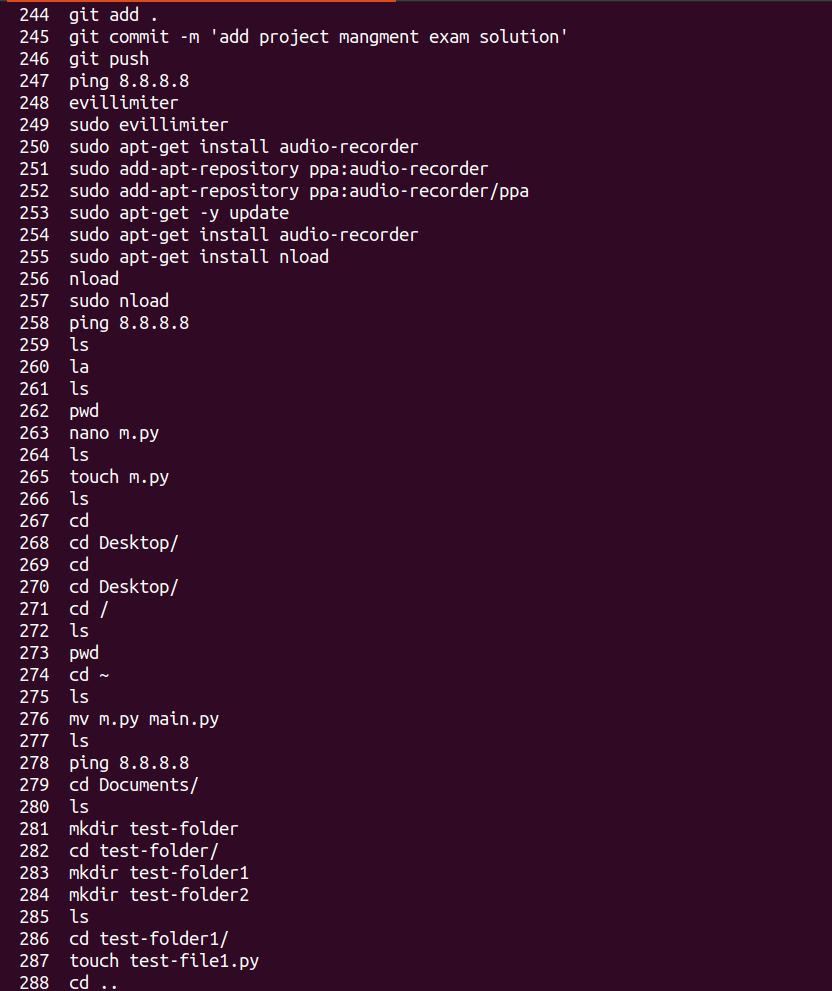 244 git add .
245 git commit -m 'add project mangment exam solution'
246 git push
247 ping 8.8.8.8
248 evillimiter
249 sudo evillimiter
250 sudo apt-get install audio-recorder
251 sudo add-apt-repository ppa:audio-recorder
252 sudo add-apt-repository ppa:audio-recorder/ppa
253 sudo apt-get -y update
254 sudo apt-get install audio-recorder
255 sudo apt-get install nload
256 nload
257 sudo nload
258 ping 8.8.8.8
259 ls
260 la
261 ls
262 pwd
263 nano m.py
264 ls
265 touch m.py
266 ls
267 cd
268 cd Desktop/
269 cd
270 cd Desktop/
271 cd /
272 ls
273 pwd
274 cd ~
275 ls
276 mv m.py main.py
277 ls
278 ping 8.8.8.8
279 cd Documents/
280 ls
281 mkdir test-folder
282 cd test-folder/
283 mkdir test-folder1
284 mkdir test-folder2
285 ls
286 cd test-folder1/
287 touch test-file1.py
288 cd ..